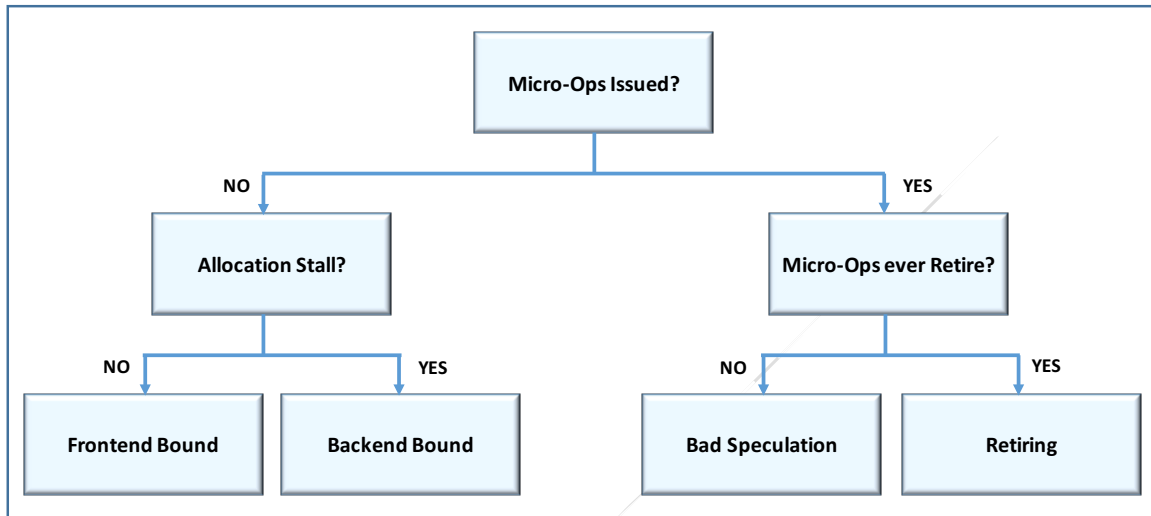 Micro-Ops Issued?
NO
YES
Allocation Stall?
Micro-Ops ever Retire?
NO
YES
NO
YES
Frontend Bound
Backend Bound
Bad Speculation
Retiring